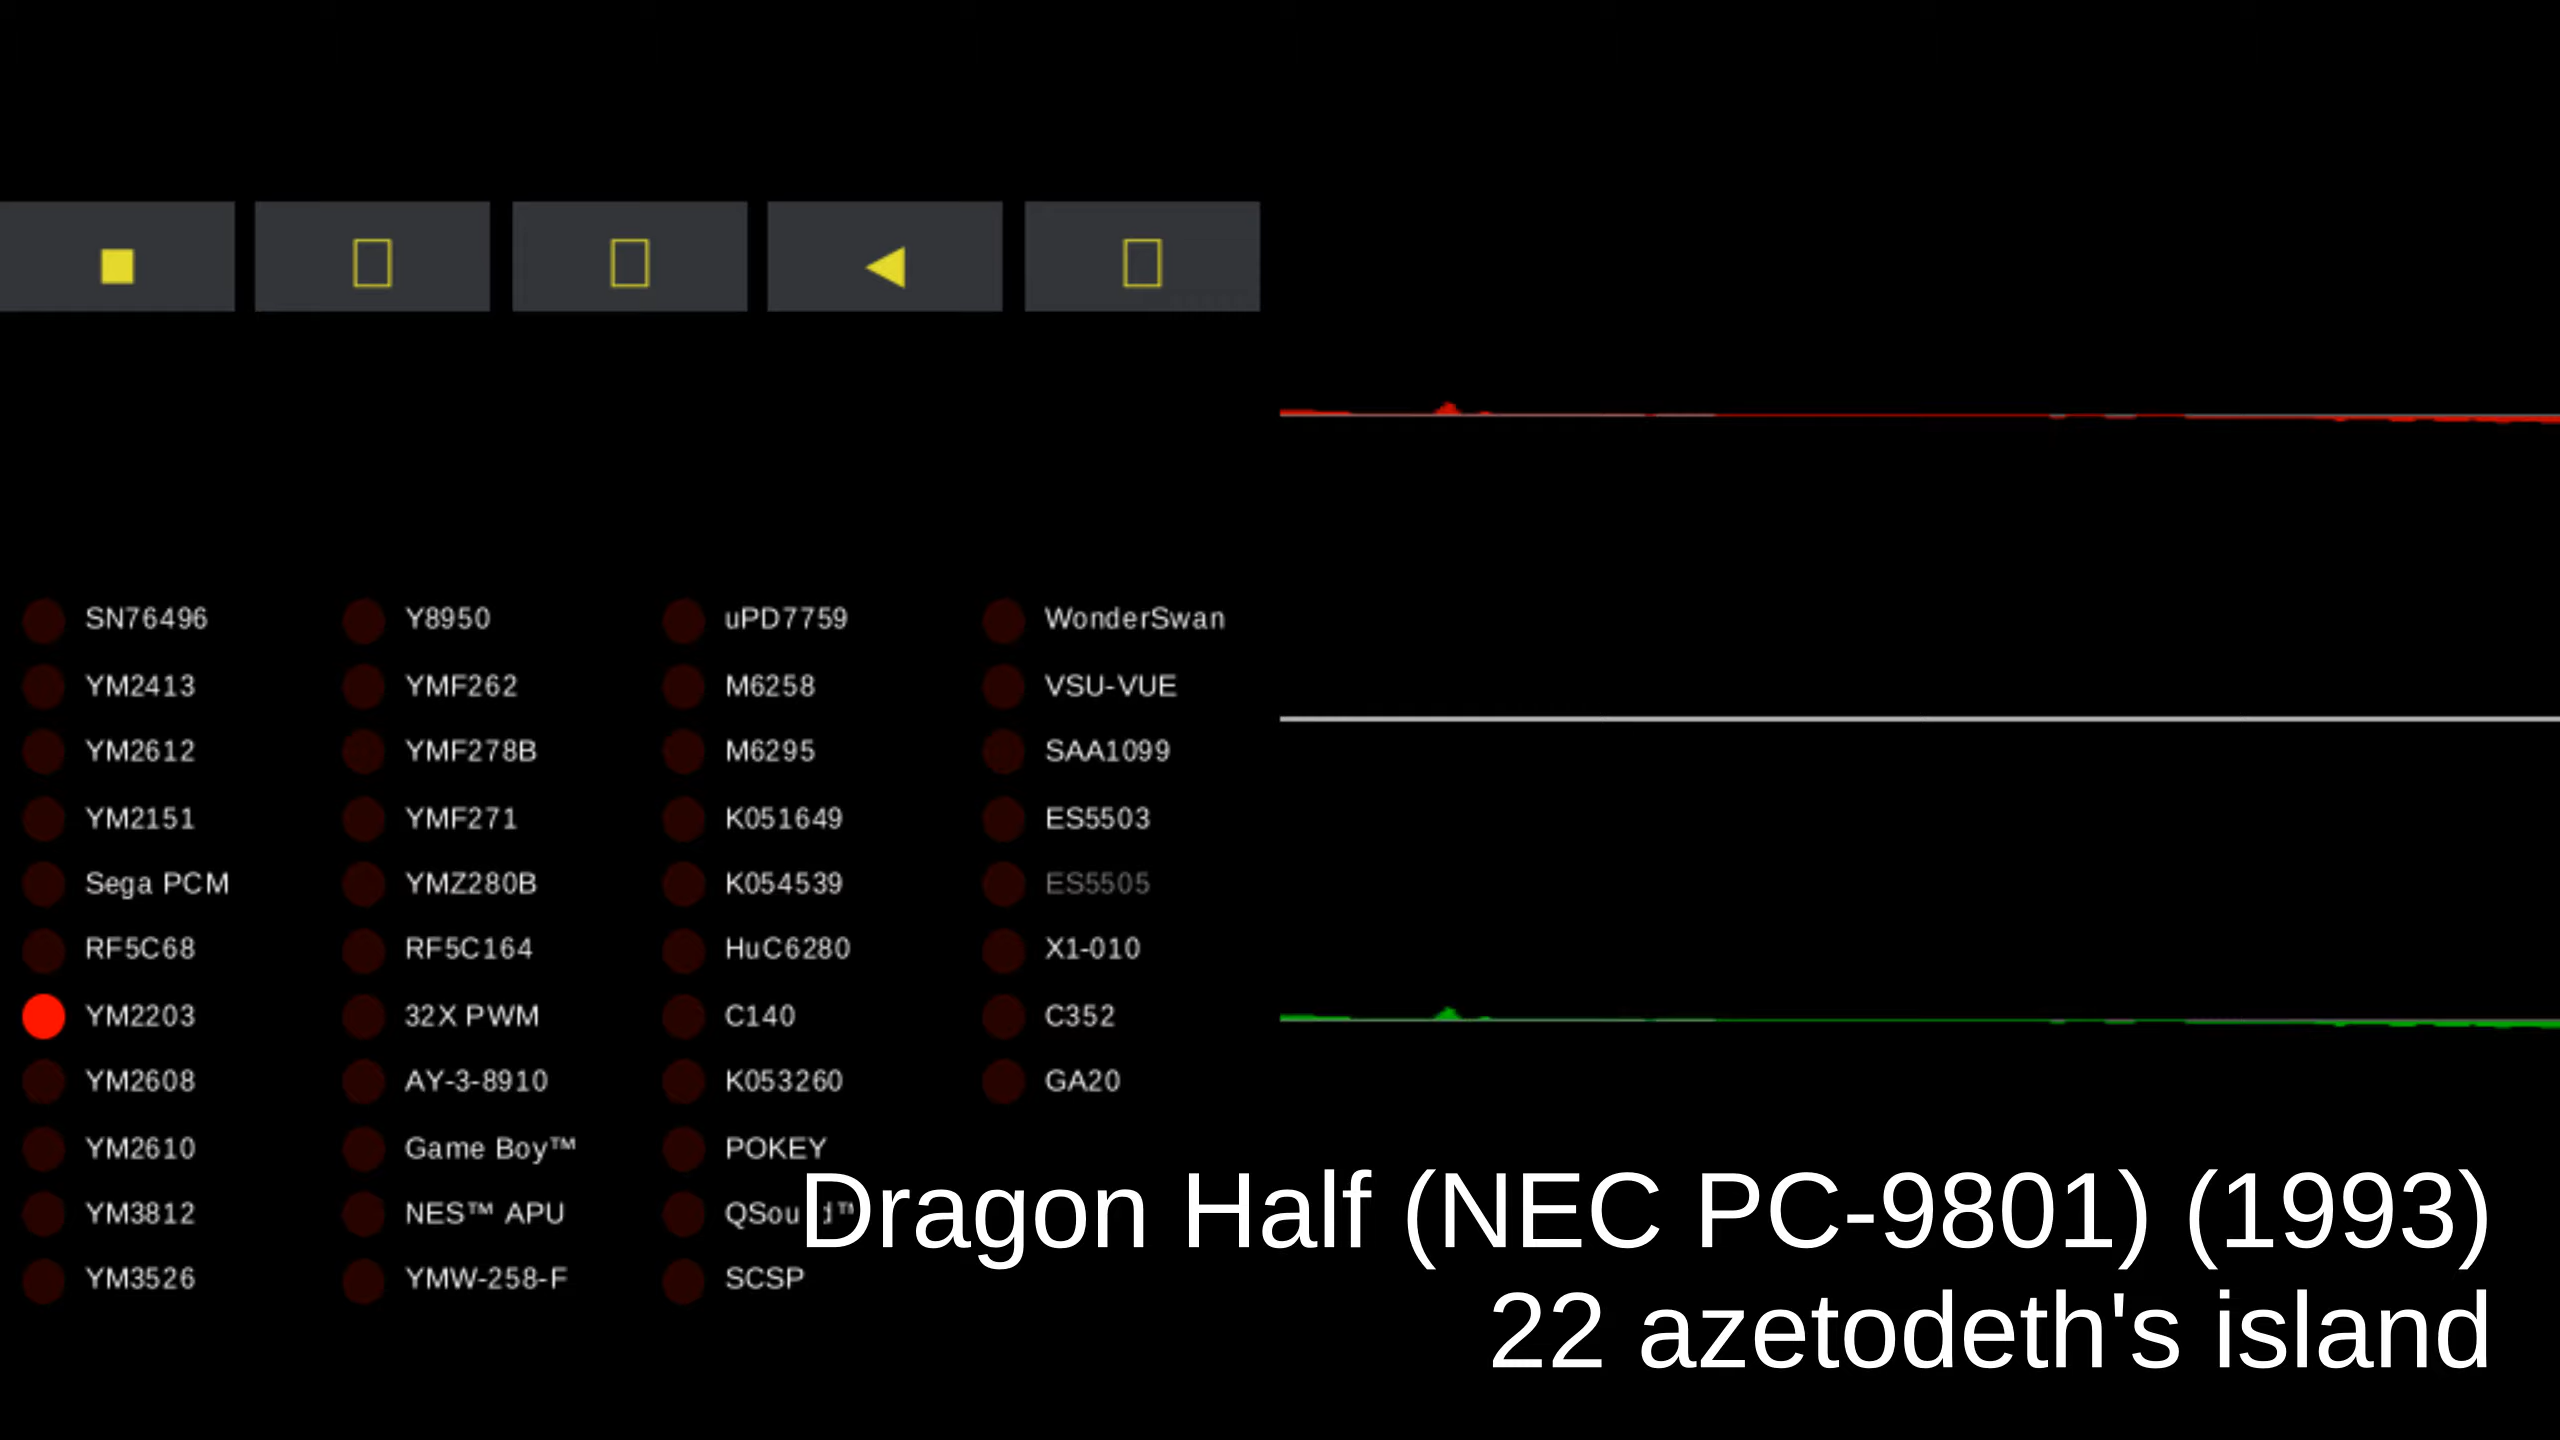 SN76496 Y8950 uPD7759 WonderSwan
YM2413 YMF262 M6258 VSU-VUE
YM2612 YMF278B M6295 SAA1099
YM2151 YMF271 K051649 ES5503
Sega PCM YMZ280B K054539 ES5505
RF5C68 RF5C164 HuC6280 X1-010
YM2203 32X PWM C140 C352
YM2608 AY-3-8910 K053260 GA20
YM2610 Game Boy™ POKEY
YM3812 NES™ APU
YM3526 YMW-258-F SCSP
Dragon Half (NEC PC-9801) (1993)
22 azetodeth's island